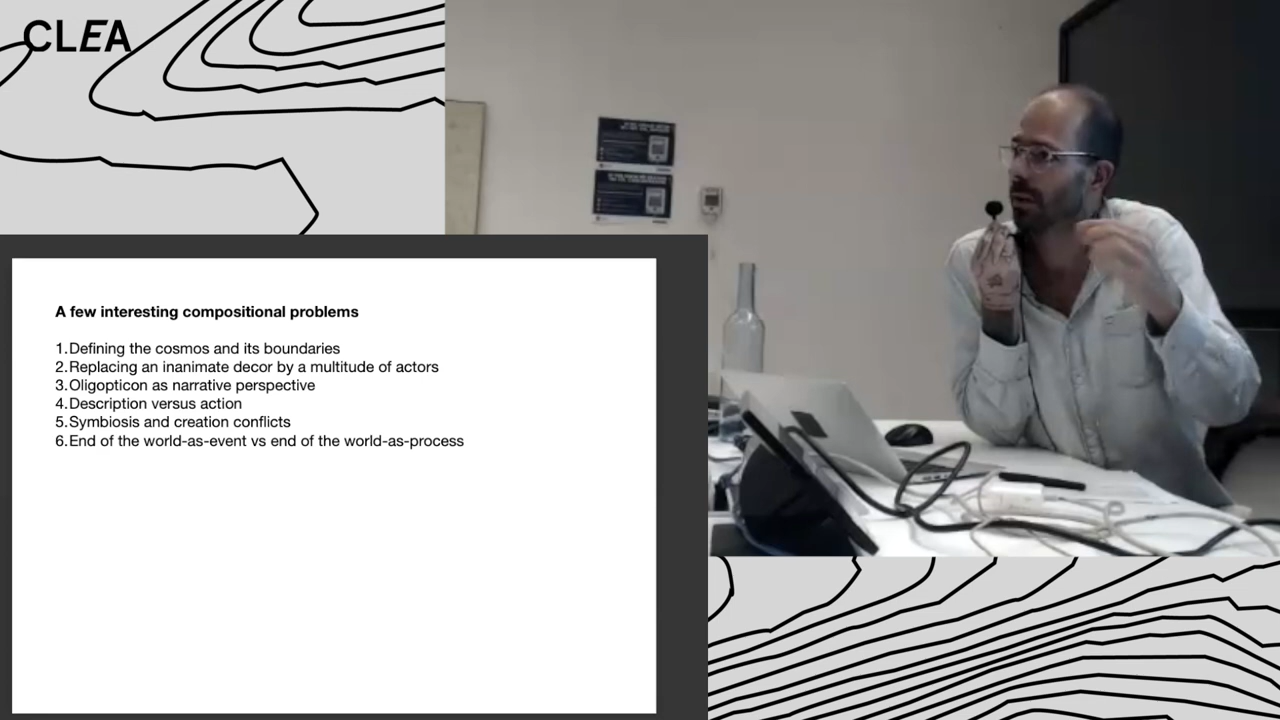 CLEA
A few interesting compositional problems
1.Defining the cosmos and its boundaries
2.Replacing an inanimate decor by a multitude of actors
3.Oligopticon as narrative perspective
4.Description versus action
5.Symbiosis and creation conflicts
6.End of the world-as-event vs end of the world-as-process